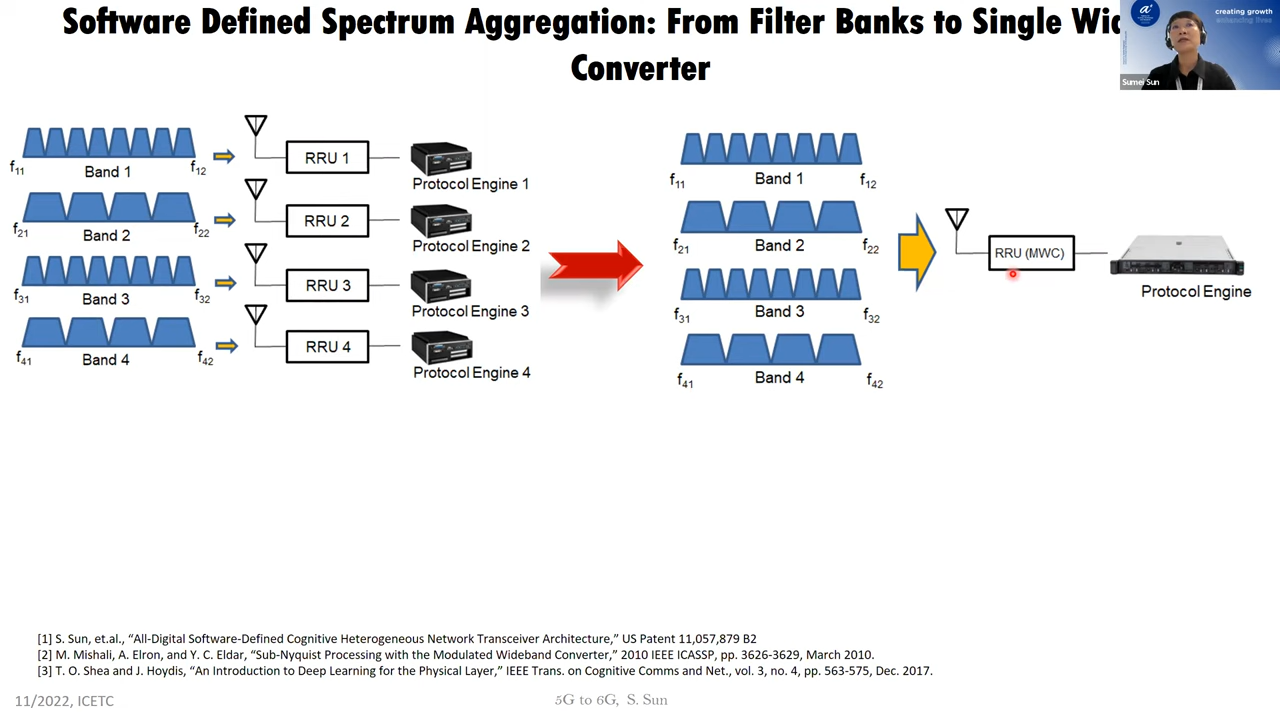 Software Defined Spectrum Aggregation: From Filter Banks to Single
Converter
creating growth
enhancing lives
Sumei Sun
f11
Band 1
f12
RRU 1
Protocol Engine 1
f21
Band 2
f22
RRU 2
Protocol Engine 2
f31
Band 3
f32
RRU 3
Protocol Engine 3
f41
Band 4
f42
RRU 4
Protocol Engine 4
f11
Band 1
f12
f21
Band 2
f22
f31
Band 3
f32
f41
Band 4
f42
RRU (MWC)
Protocol Engine
[1] S. Sun, et.al., “All-Digital Software-Defined Cognitive Heterogeneous Network Transceiver Architecture,” US Patent 11,057,879 B2
[2] M. Mishali, A. Elron, and Y. C. Eldar, “Sub-Nyquist Processing with the Modulated Wideband Converter,” 2010 IEEE ICASSP, pp. 3626-3629, March 2010.
[3] T. O. Shea and J. Hoydis, “An Introduction to Deep Learning for the Physical Layer,” IEEE Trans. on Cognitive Comms and Net., vol. 3, no. 4, pp. 563-575, Dec. 2017.
11/2022, ICETC
5G to 6G, S. Sun